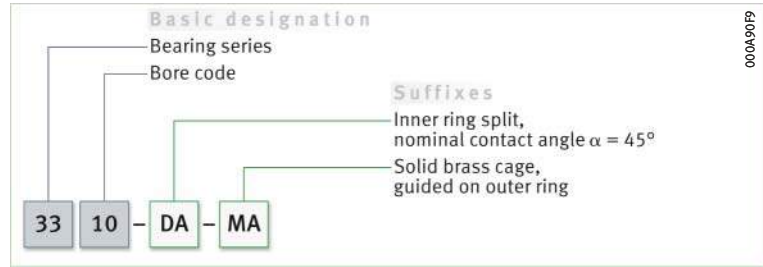 Basic designation
Bearing series
Bore code
Suffixes
Inner ring split,
nominal contact angle α = 45°
Solid brass cage,
guided on outer ring
33 10 – DA – MA
000A90F9